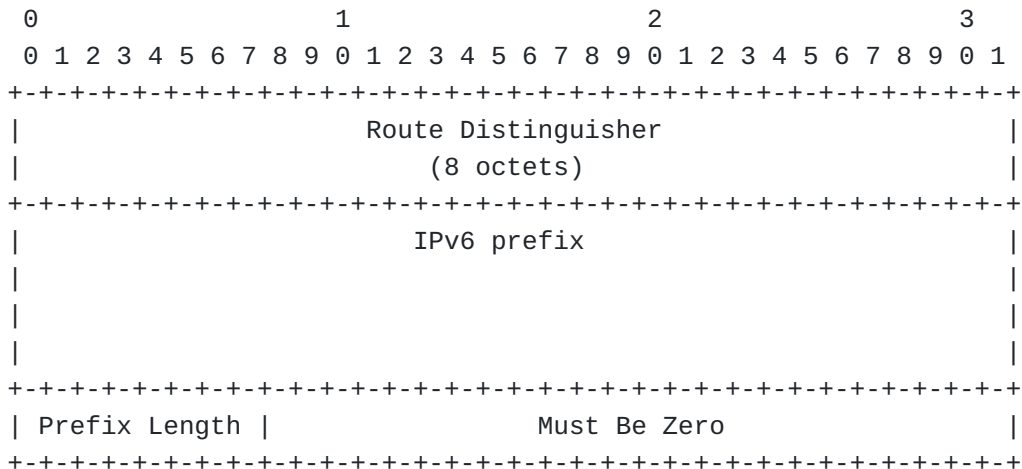 0                   1                   2                   3
 0 1 2 3 4 5 6 7 8 9 0 1 2 3 4 5 6 7 8 9 0 1 2 3 4 5 6 7 8 9 0 1
+-+-+-+-+-+-+-+-+-+-+-+-+-+-+-+-+-+-+-+-+-+-+-+-+-+-+-+-+-+-+-+-+
|                      Route Distinguisher                      |
|                          (8 octets)                           |
+-+-+-+-+-+-+-+-+-+-+-+-+-+-+-+-+-+-+-+-+-+-+-+-+-+-+-+-+-+-+-+-+
|                         IPv6 prefix                           |
|                                                               |
|                                                               |
|                                                               |
+-+-+-+-+-+-+-+-+-+-+-+-+-+-+-+-+-+-+-+-+-+-+-+-+-+-+-+-+-+-+-+-+
| Prefix Length |                 Must Be Zero                  |
+-+-+-+-+-+-+-+-+-+-+-+-+-+-+-+-+-+-+-+-+-+-+-+-+-+-+-+-+-+-+-+-+